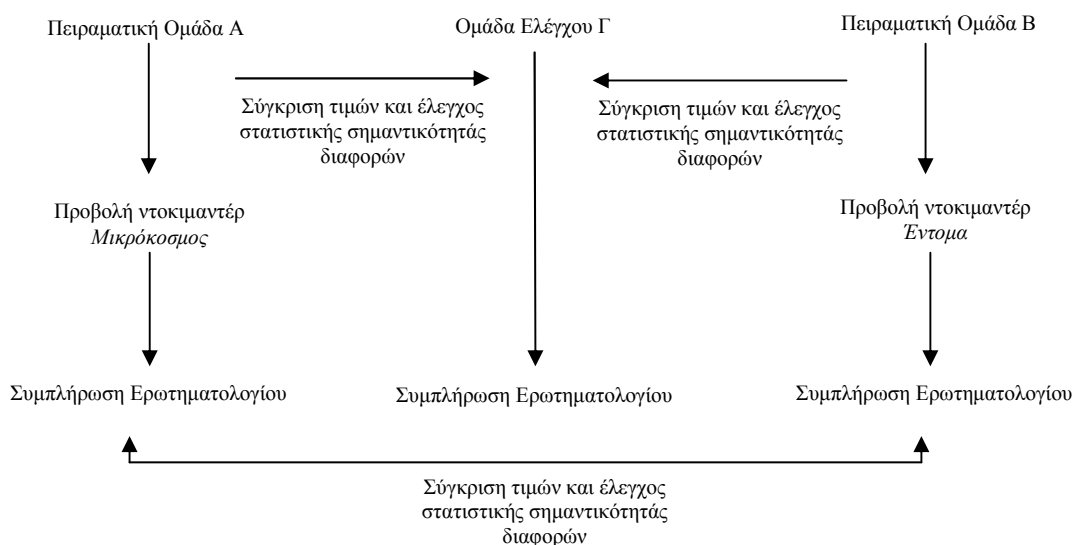 Πειραματική Ομάδα Α
Ομάδα Ελέγχου Γ
Πειραματική Ομάδα Β
Σύγκριση τιμών και έλεγχος
στατιστικής σημαντικότητάς
διαφορών
Σύγκριση τιμών και έλεγχος
στατιστικής σημαντικότητάς
διαφορών
Προβολή ντοκιμαντέρ
Μικρόκοσμος
Προβολή ντοκιμαντέρ
Έντομα
Συμπλήρωση Ερωτηματολογίου
Συμπλήρωση Ερωτηματολογίου
Συμπλήρωση Ερωτηματολογίου
Σύγκριση τιμών και έλεγχος
στατιστικής σημαντικότητάς
διαφορών